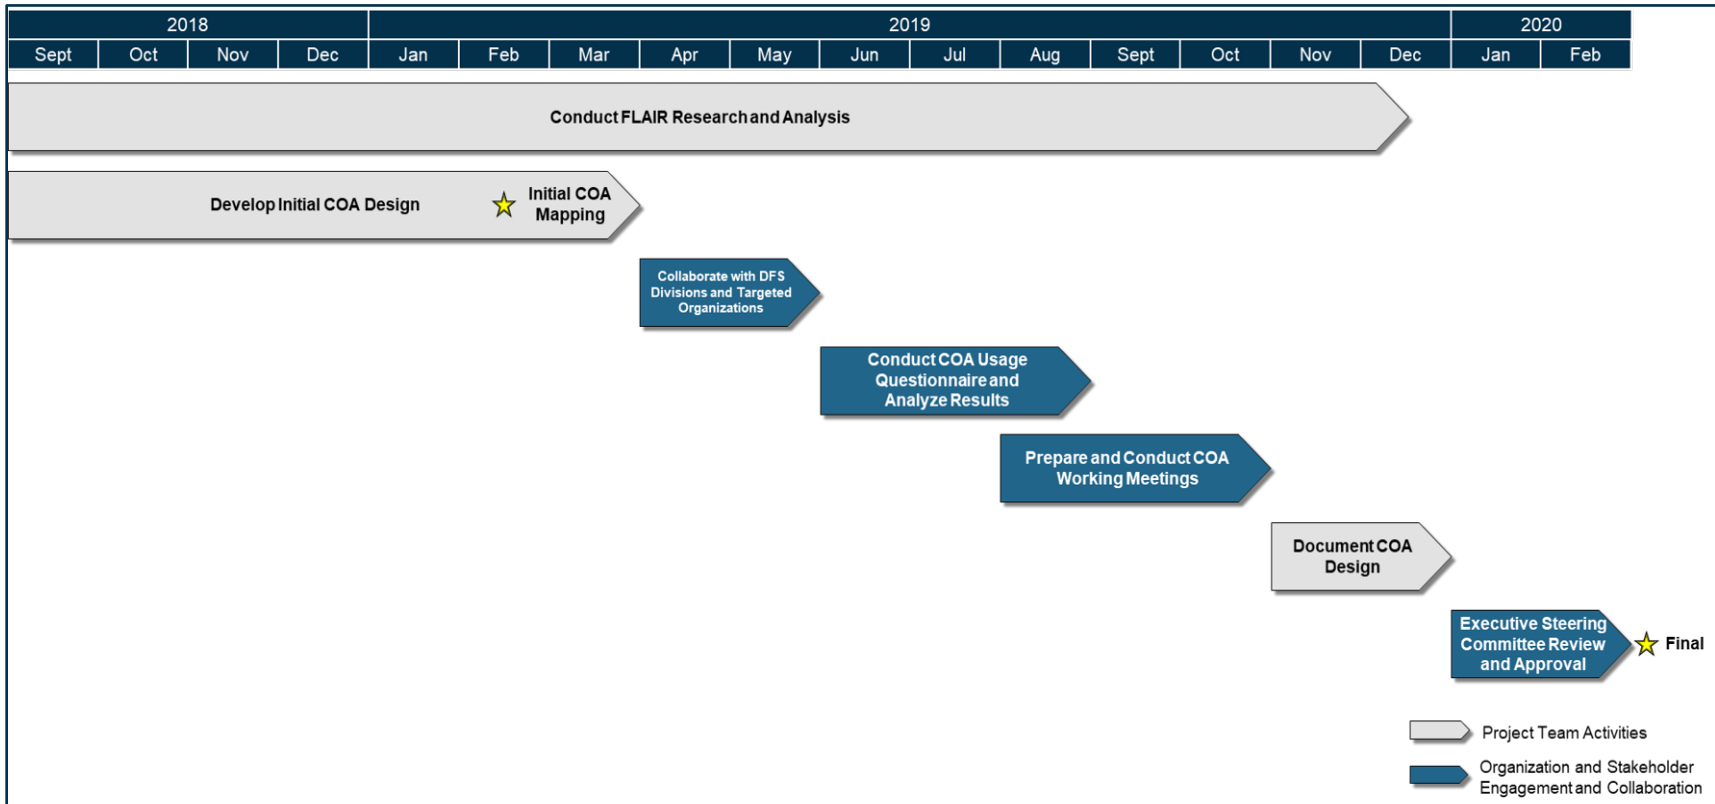 2018 2019 2020
Sept Oct Nov Dec Jan Feb Mar Apr May Jun Jul Aug Sept Oct Nov Dec Jan Feb
Conduct FLAIR Research and Analysis
Develop Initial COA Design
Initial COA
Mapping
Collaborate with DFS
Divisions and Targeted
Organizations
Conduct COA Usage
Questionnaire and
Analyze Results
Prepare and Conduct COA
Working Meetings
Document COA
Design
Executive Steering
Committee Review
and Approval
Final
Project Team Activities
Organization and Stakeholder
Engagement and Collaboration